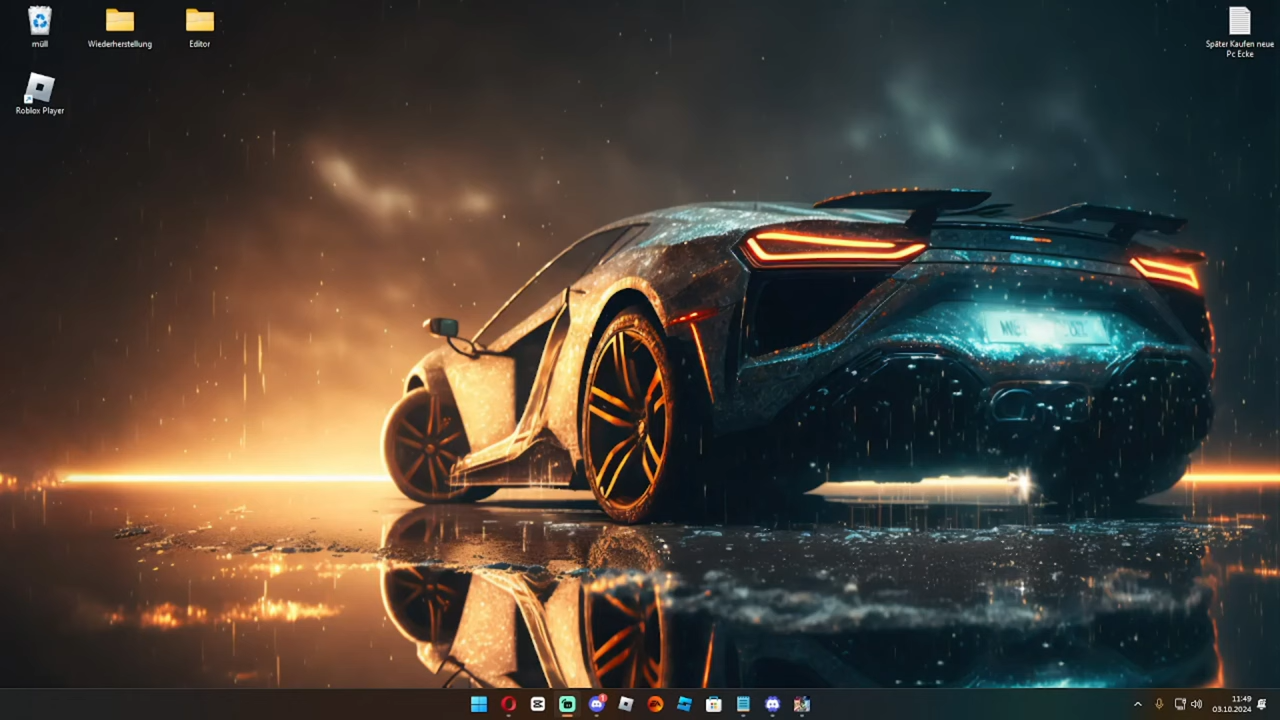 müll
Wiederherstellung
Editor
Später Kaufen neue
Pc Ecke
Roblox Player
11:49
03.10.2024